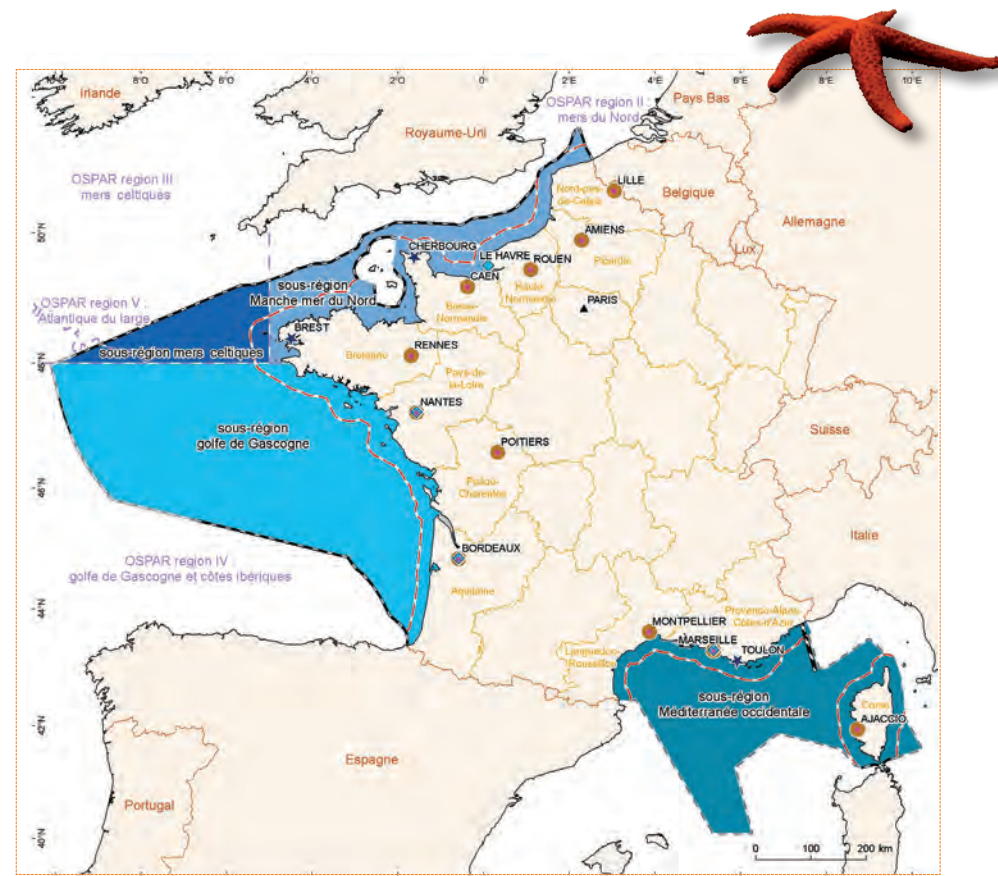 8°O
6°O
4°O
2°O
0°
2°E
4°E
6°E
10°E
Irlande
OSPAR region II :
mers du Nord
Pays Bas
Royaume-Uni
OSPAR région III :
mers celtiques
Nord-pas-
de-Calais
LILLE
Belgique
Allemagne
50°N
CHERBOURG
AMIENS
Picardie
Lux
LE HAVRE
ROUEN
CAEN
Haute
Normandie
sous-région
Manche mer du Nord
PARIS
Basse-
Normandie
OSPAR region V :
Atlantique du large
BREST
sous-région mers celtiques
RENNES
Bretagne
48°N
Pays-de-
la-Loire
NANTES
sous-région
golfe de Gascogne
Suisse
POITIERS
46°N
Poitou-
Charentes
Italie
BORDEAUX
OSPAR region IV :
golfe de Gascogne et côtes ibériques
Aquitaine
44°N
Provence-Alpes-
Côtes-d'Azur
MONTPELLIER
MARSEILLE
TOULON
Languedoc-
Roussillon
sous-région
Méditerranée occidentale
Corse
AJACCIO
42°N
Espagne
Portugal
40°N
0 100 200 km